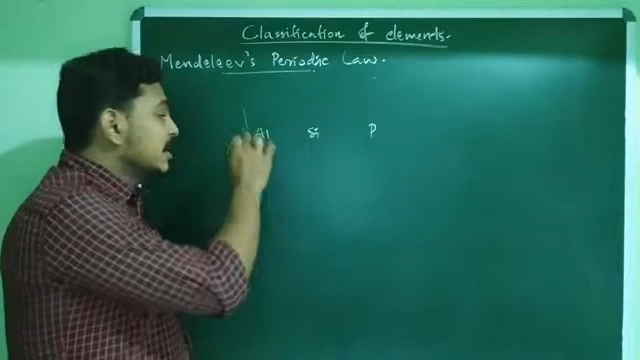 Classification of elements.
Mendeleev's Periodic Law.
Al Si P